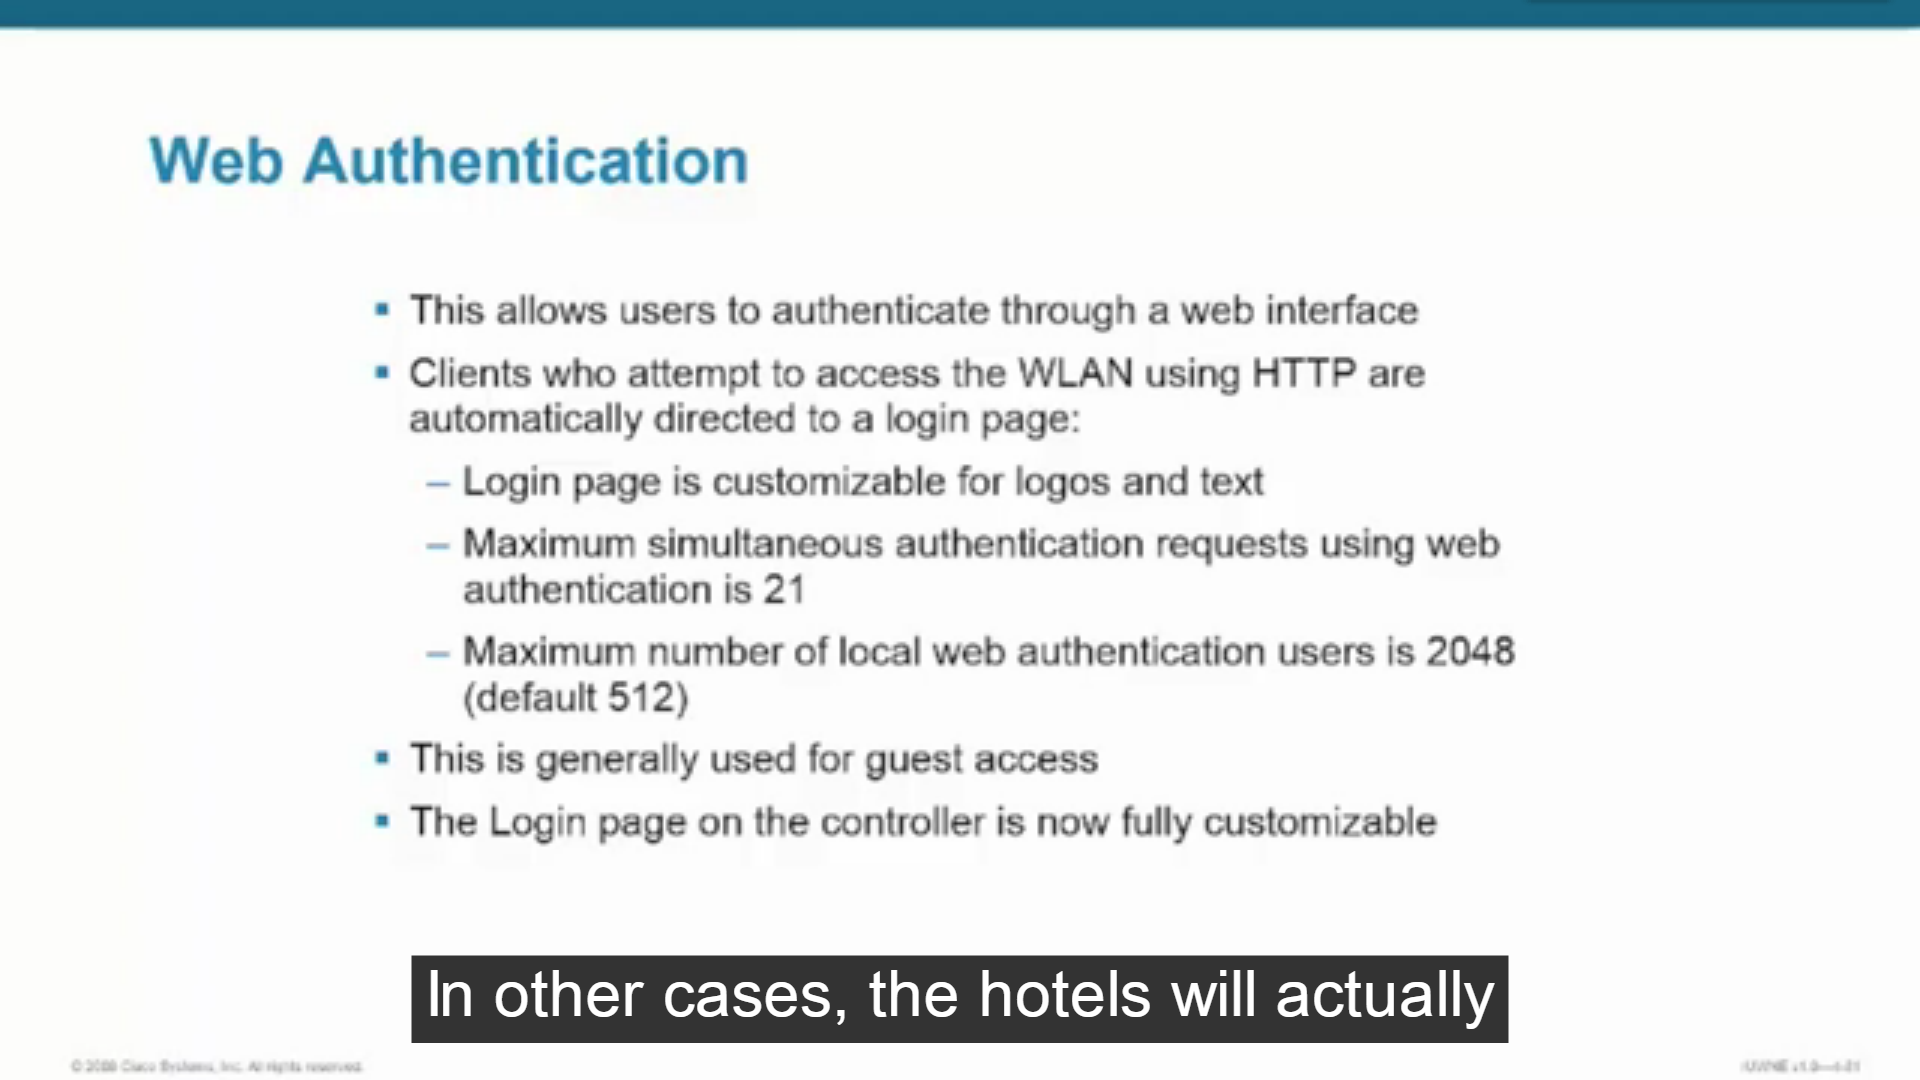 Web Authentication
This allows users to authenticate through a web interface
Clients who attempt to access the WLAN using HTTP are
automatically directed to a login page:
– Login page is customizable for logos and text
– Maximum simultaneous authentication requests using web
authentication is 21
– Maximum number of local web authentication users is 2048
(default 512)
This is generally used for guest access
The Login page on the controller is now fully customizable
In other cases, the hotels will actually
Cisco Systems, Inc. All rights reserved.